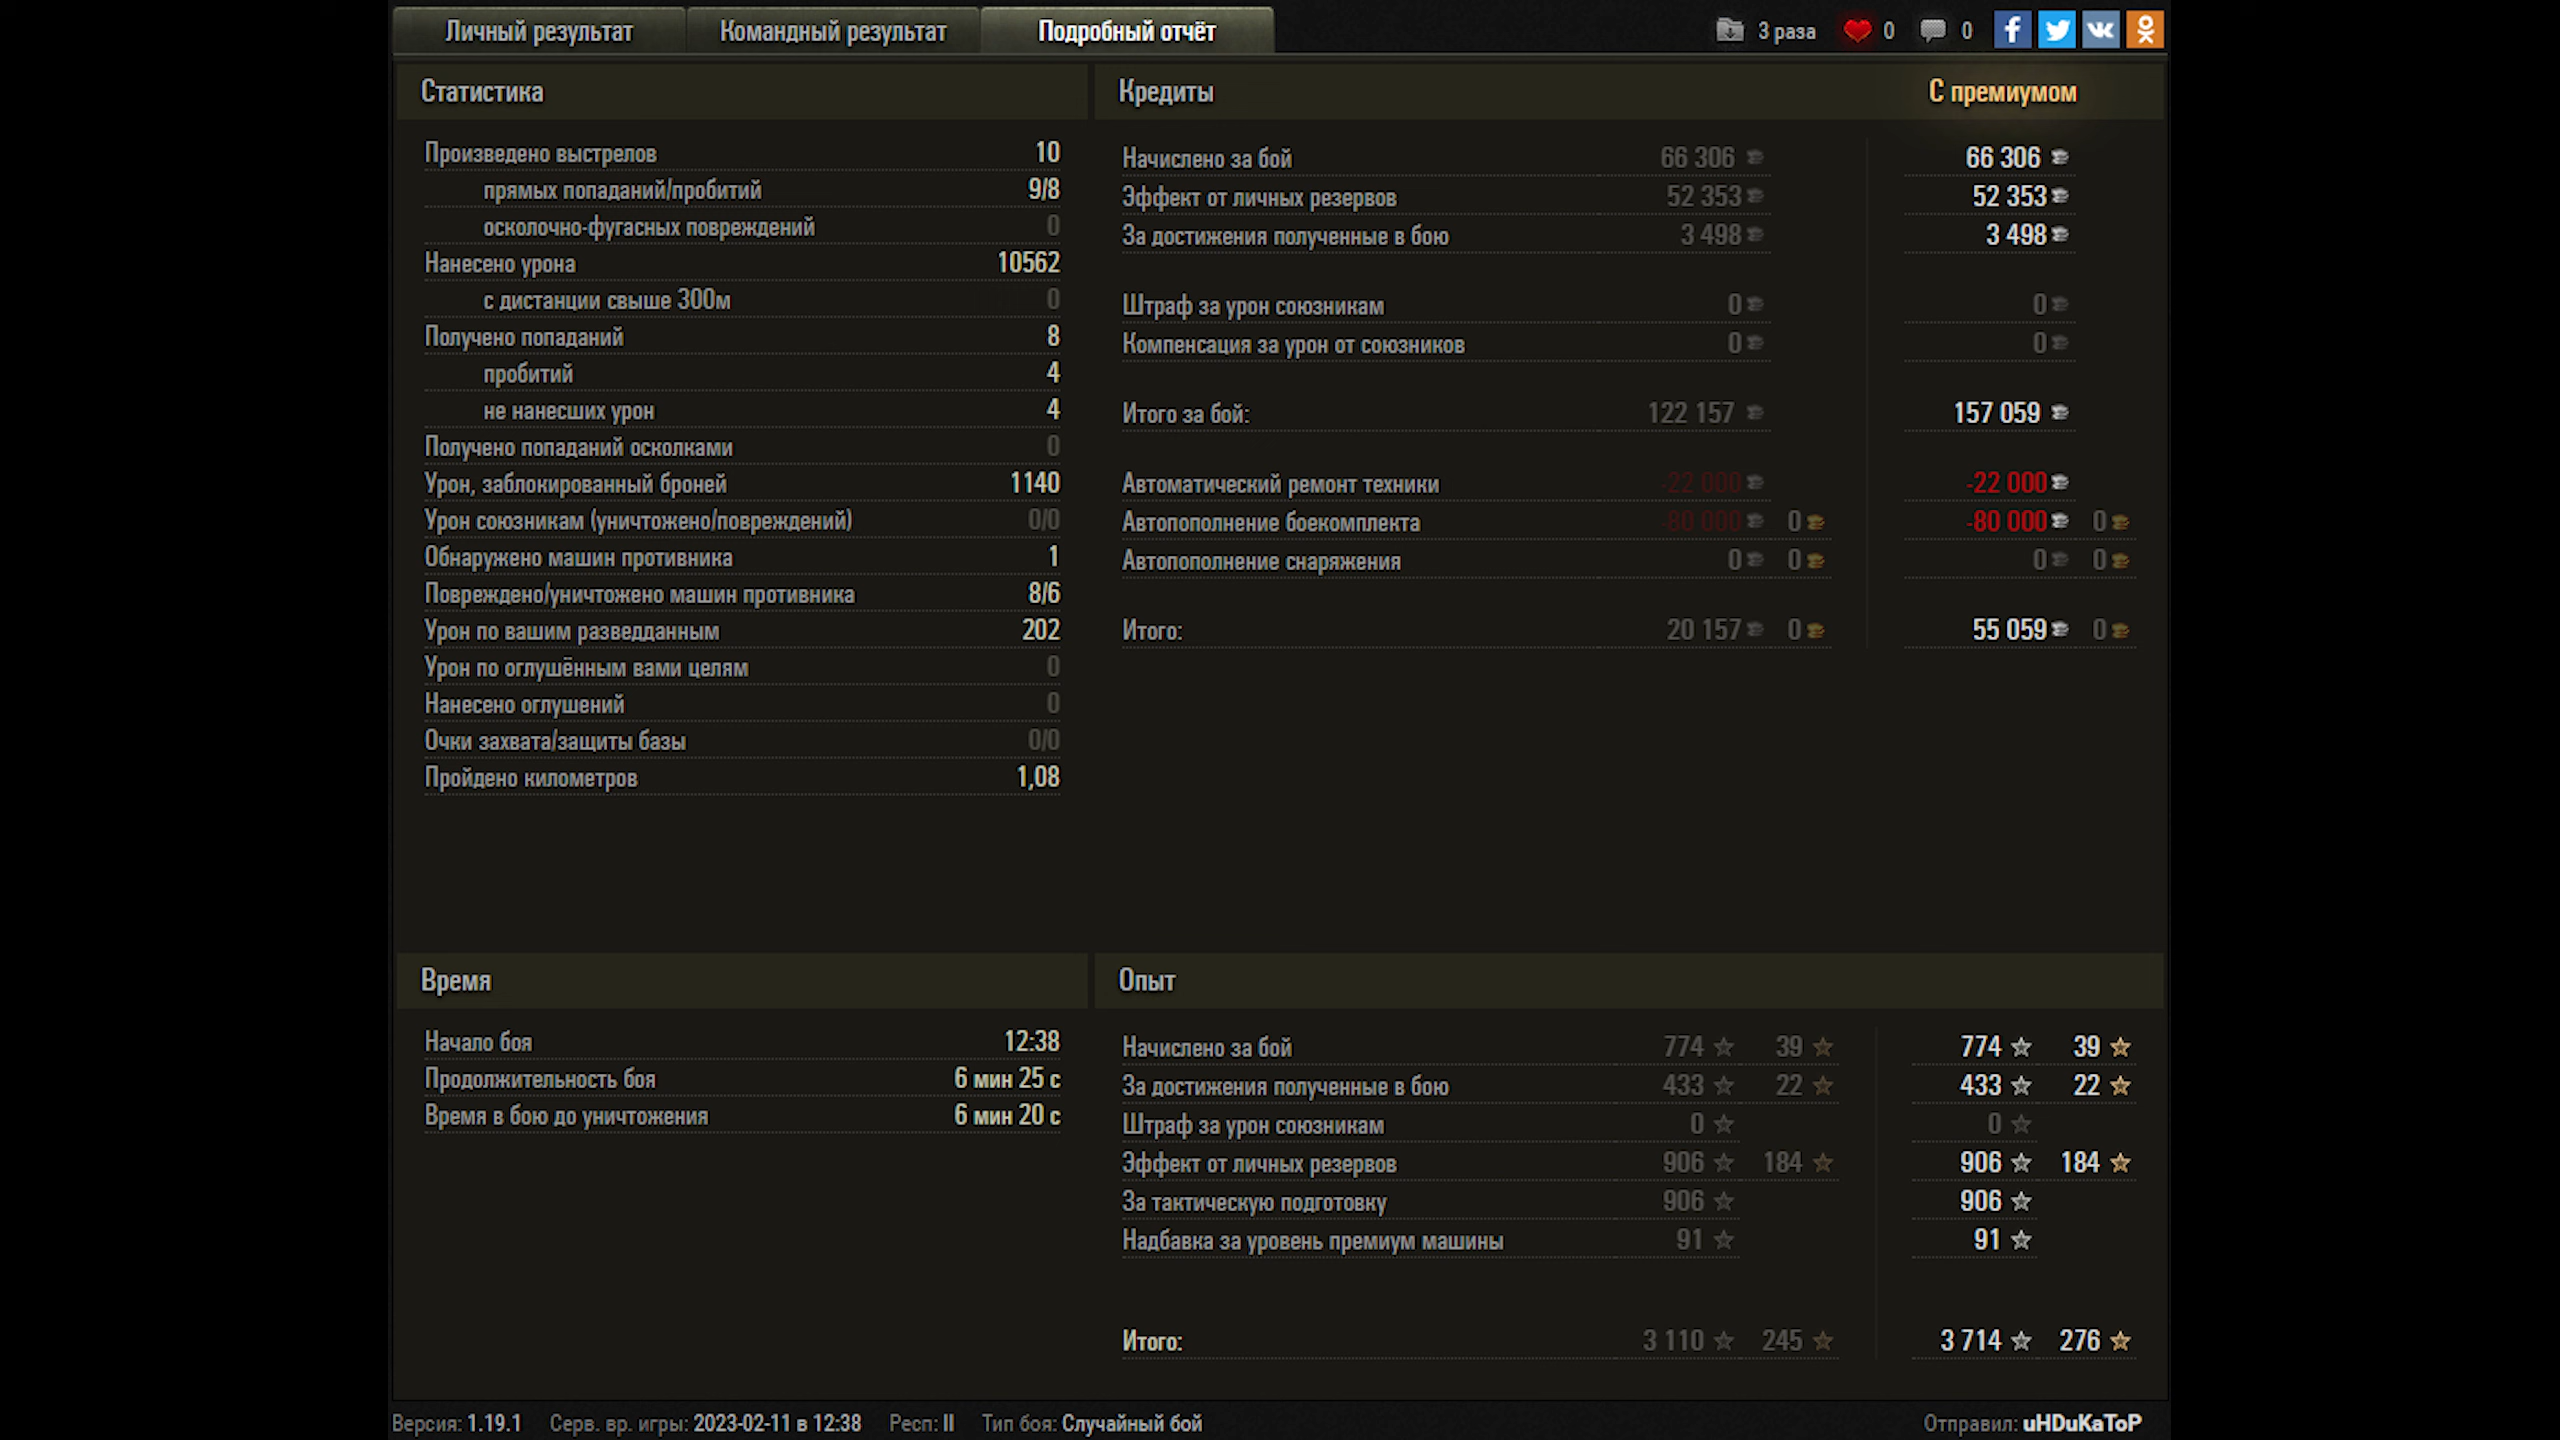 Личный результат Командный результат Подробный отчёт 3 раза 0 0
Статистика
Произведено выстрелов 10
прямых попаданий/пробитий 9/8
осколочно-фугасных повреждений 0
Нанесено урона 10562
с дистанции свыше 300м 0
Получено попаданий 8
пробитий 4
не нанесших урон 4
Получено попаданий осколками 0
Урон, заблокированный броней 1140
Урон союзникам (уничтожено/повреждений) 0/0
Обнаружено машин противника 1
Повреждено/уничтожено машин противника 8/6
Урон по вашим разведданным 202
Урон по оглушённым вами целям 0
Нанесено оглушений 0
Очки захвата/защиты базы 0/0
Пройдено километров 1,08
Кредиты С премиумом
Начислено за бой 66 306 66 306
Эффект от личных резервов 52 353 52 353
За достижения полученные в бою 3 498 3 498
Штраф за урон союзникам 0 0
Компенсация за урон от союзников 0 0
Итого за бой: 122 157 157 059
Автоматический ремонт техники -22 000 -22 000
Автопополнение боекомплекта -80 000 0 -80 000 0
Автопополнение снаряжения 0 0 0 0
Итого: 20 157 0 55 059 0
Время
Начало боя 12:38
Продолжительность боя 6 мин 25 с
Время в бою до уничтожения 6 мин 20 с
Опыт
Начислено за бой 774 39 774 39
За достижения полученные в бою 433 22 433 22
Штраф за урон союзникам 0 0
Эффект от личных резервов 906 184 906 184
За тактическую подготовку 906 906
Надбавка за уровень премиум машины 91 91
Итого: 3 110 245 3 714 276
Версия: 1.19.1 Серв. вр. игры: 2023-02-11 в 12:38 Респ: II Тип боя: Случайный бой Отправил: uHDuKaToP